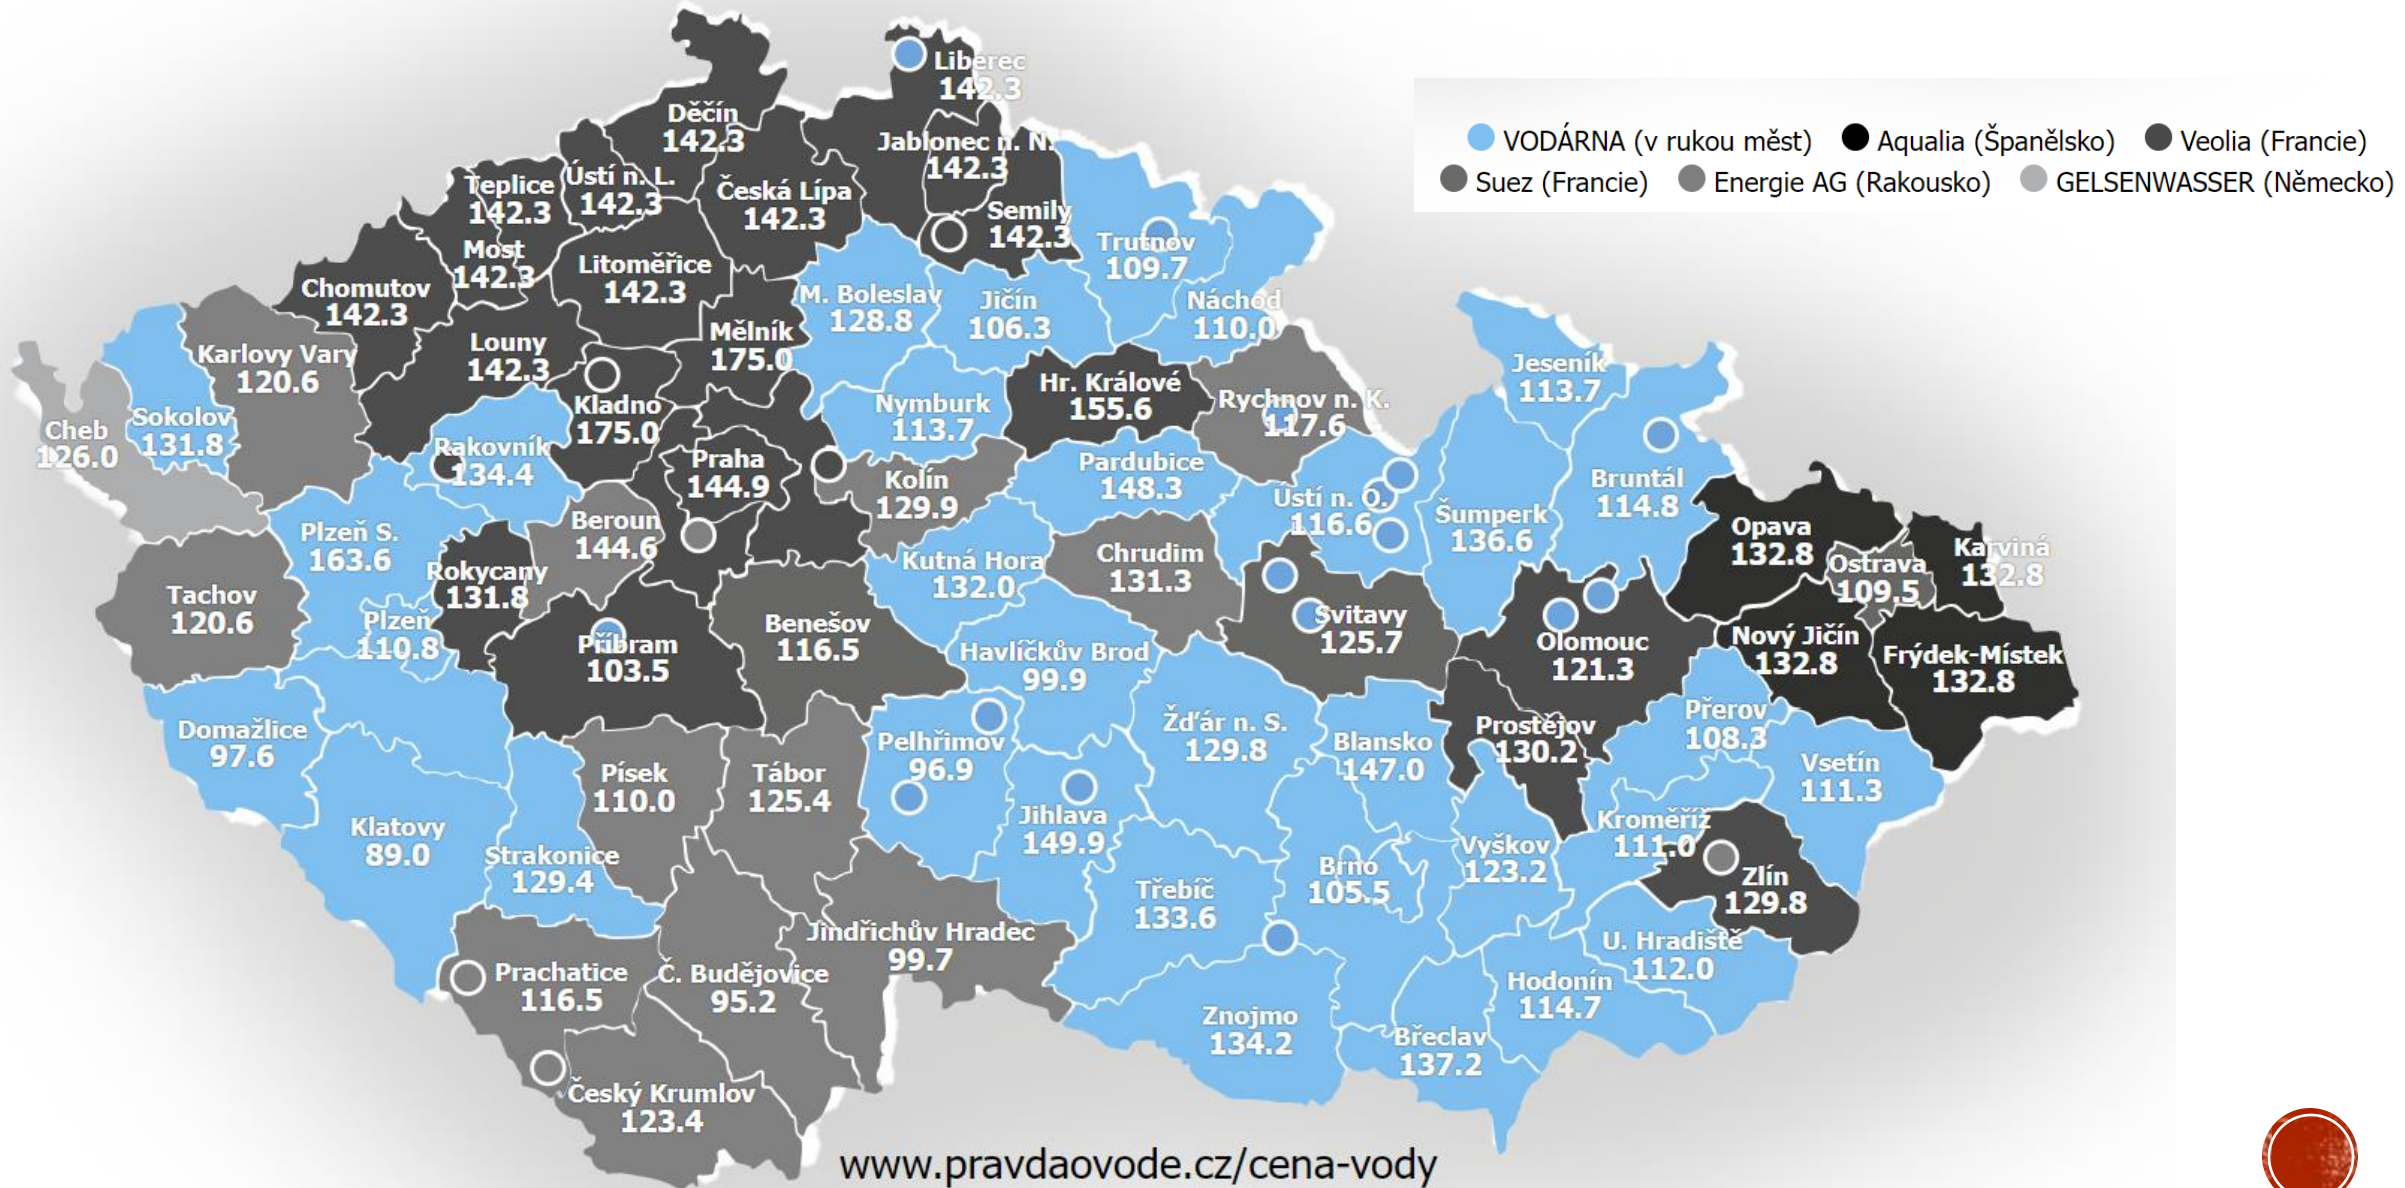 Liberec
142.3
Děčín
142.3
Jablonec n. N.
142.3
VODÁRNA (v rukou měst) Aqualia (Španělsko) Veolia (Francie)
Suez (Francie) Energie AG (Rakousko) GELSENWASSER (Německo)
Teplice
142.3
Ústí n. L.
142.3
Česká Lípa
142.3
Semily
142.3
Trutnov
109.7
Most
142.3
Litoměřice
142.3
Chomutov
142.3
M. Boleslav
128.8
Jičín
106.3
Náchod
110.0
Mělník
175.0
Louny
142.3
Karlovy Vary
120.6
Jeseník
113.7
Hr. Králové
155.6
Rychnov n. K.
117.6
Nymburk
113.7
Kladno
175.0
Sokolov
131.8
Cheb
126.0
Rakovník
134.4
Praha
144.9
Pardubice
148.3
Kolín
129.9
Bruntál
114.8
Ústí n. O.
116.6
Šumperk
136.6
Beroun
144.6
Plzeň S.
163.6
Opava
132.8
Karviná
132.8
Chrudim
131.3
Kutná Hora
132.0
Ostrava
109.5
Rokycany
131.8
Tachov
120.6
Plzeň
110.8
Příbram
103.5
Benešov
116.5
Svitavy
125.7
Olomouc
121.3
Nový Jičín
132.8
Frýdek-Místek
132.8
Havlíčkův Brod
99.9
Domažlice
97.6
Pelhřimov
96.9
Žďár n. S.
129.8
Blansko
147.0
Prostějov
130.2
Přerov
108.3
Vsetín
111.3
Písek
110.0
Tábor
125.4
Jihlava
149.9
Klatovy
89.0
Strakonice
129.4
Kroměříž
111.0
Vyškov
123.2
Brno
105.5
Třebíč
133.6
Zlín
129.8
Jindřichův Hradec
99.7
U. Hradiště
112.0
Prachatice
116.5
Č. Budějovice
95.2
Hodonín
114.7
Znojmo
134.2
Břeclav
137.2
Český Krumlov
123.4
www.pravdaovode.cz/cena-vody